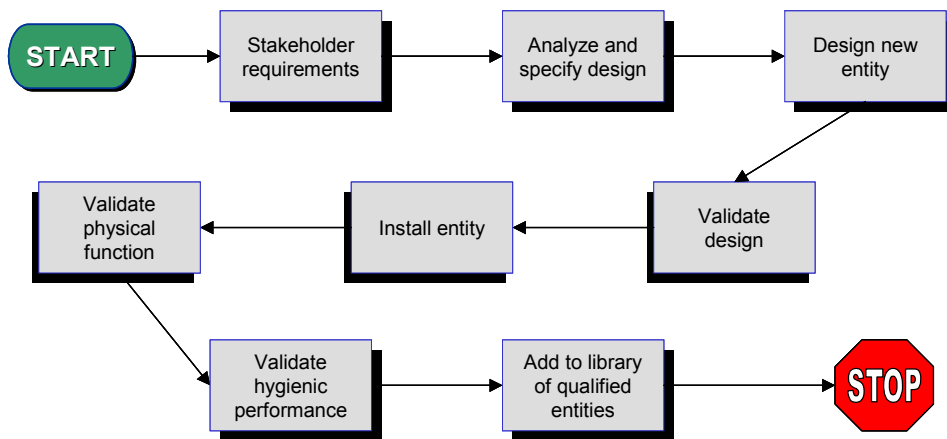 START
Stakeholder
requirements
Analyze and
specify design
Design new
entity
Validate
design
Install entity
Validate
physical
function
Validate
hygienic
performance
Add to library
of qualified
entities
STOP